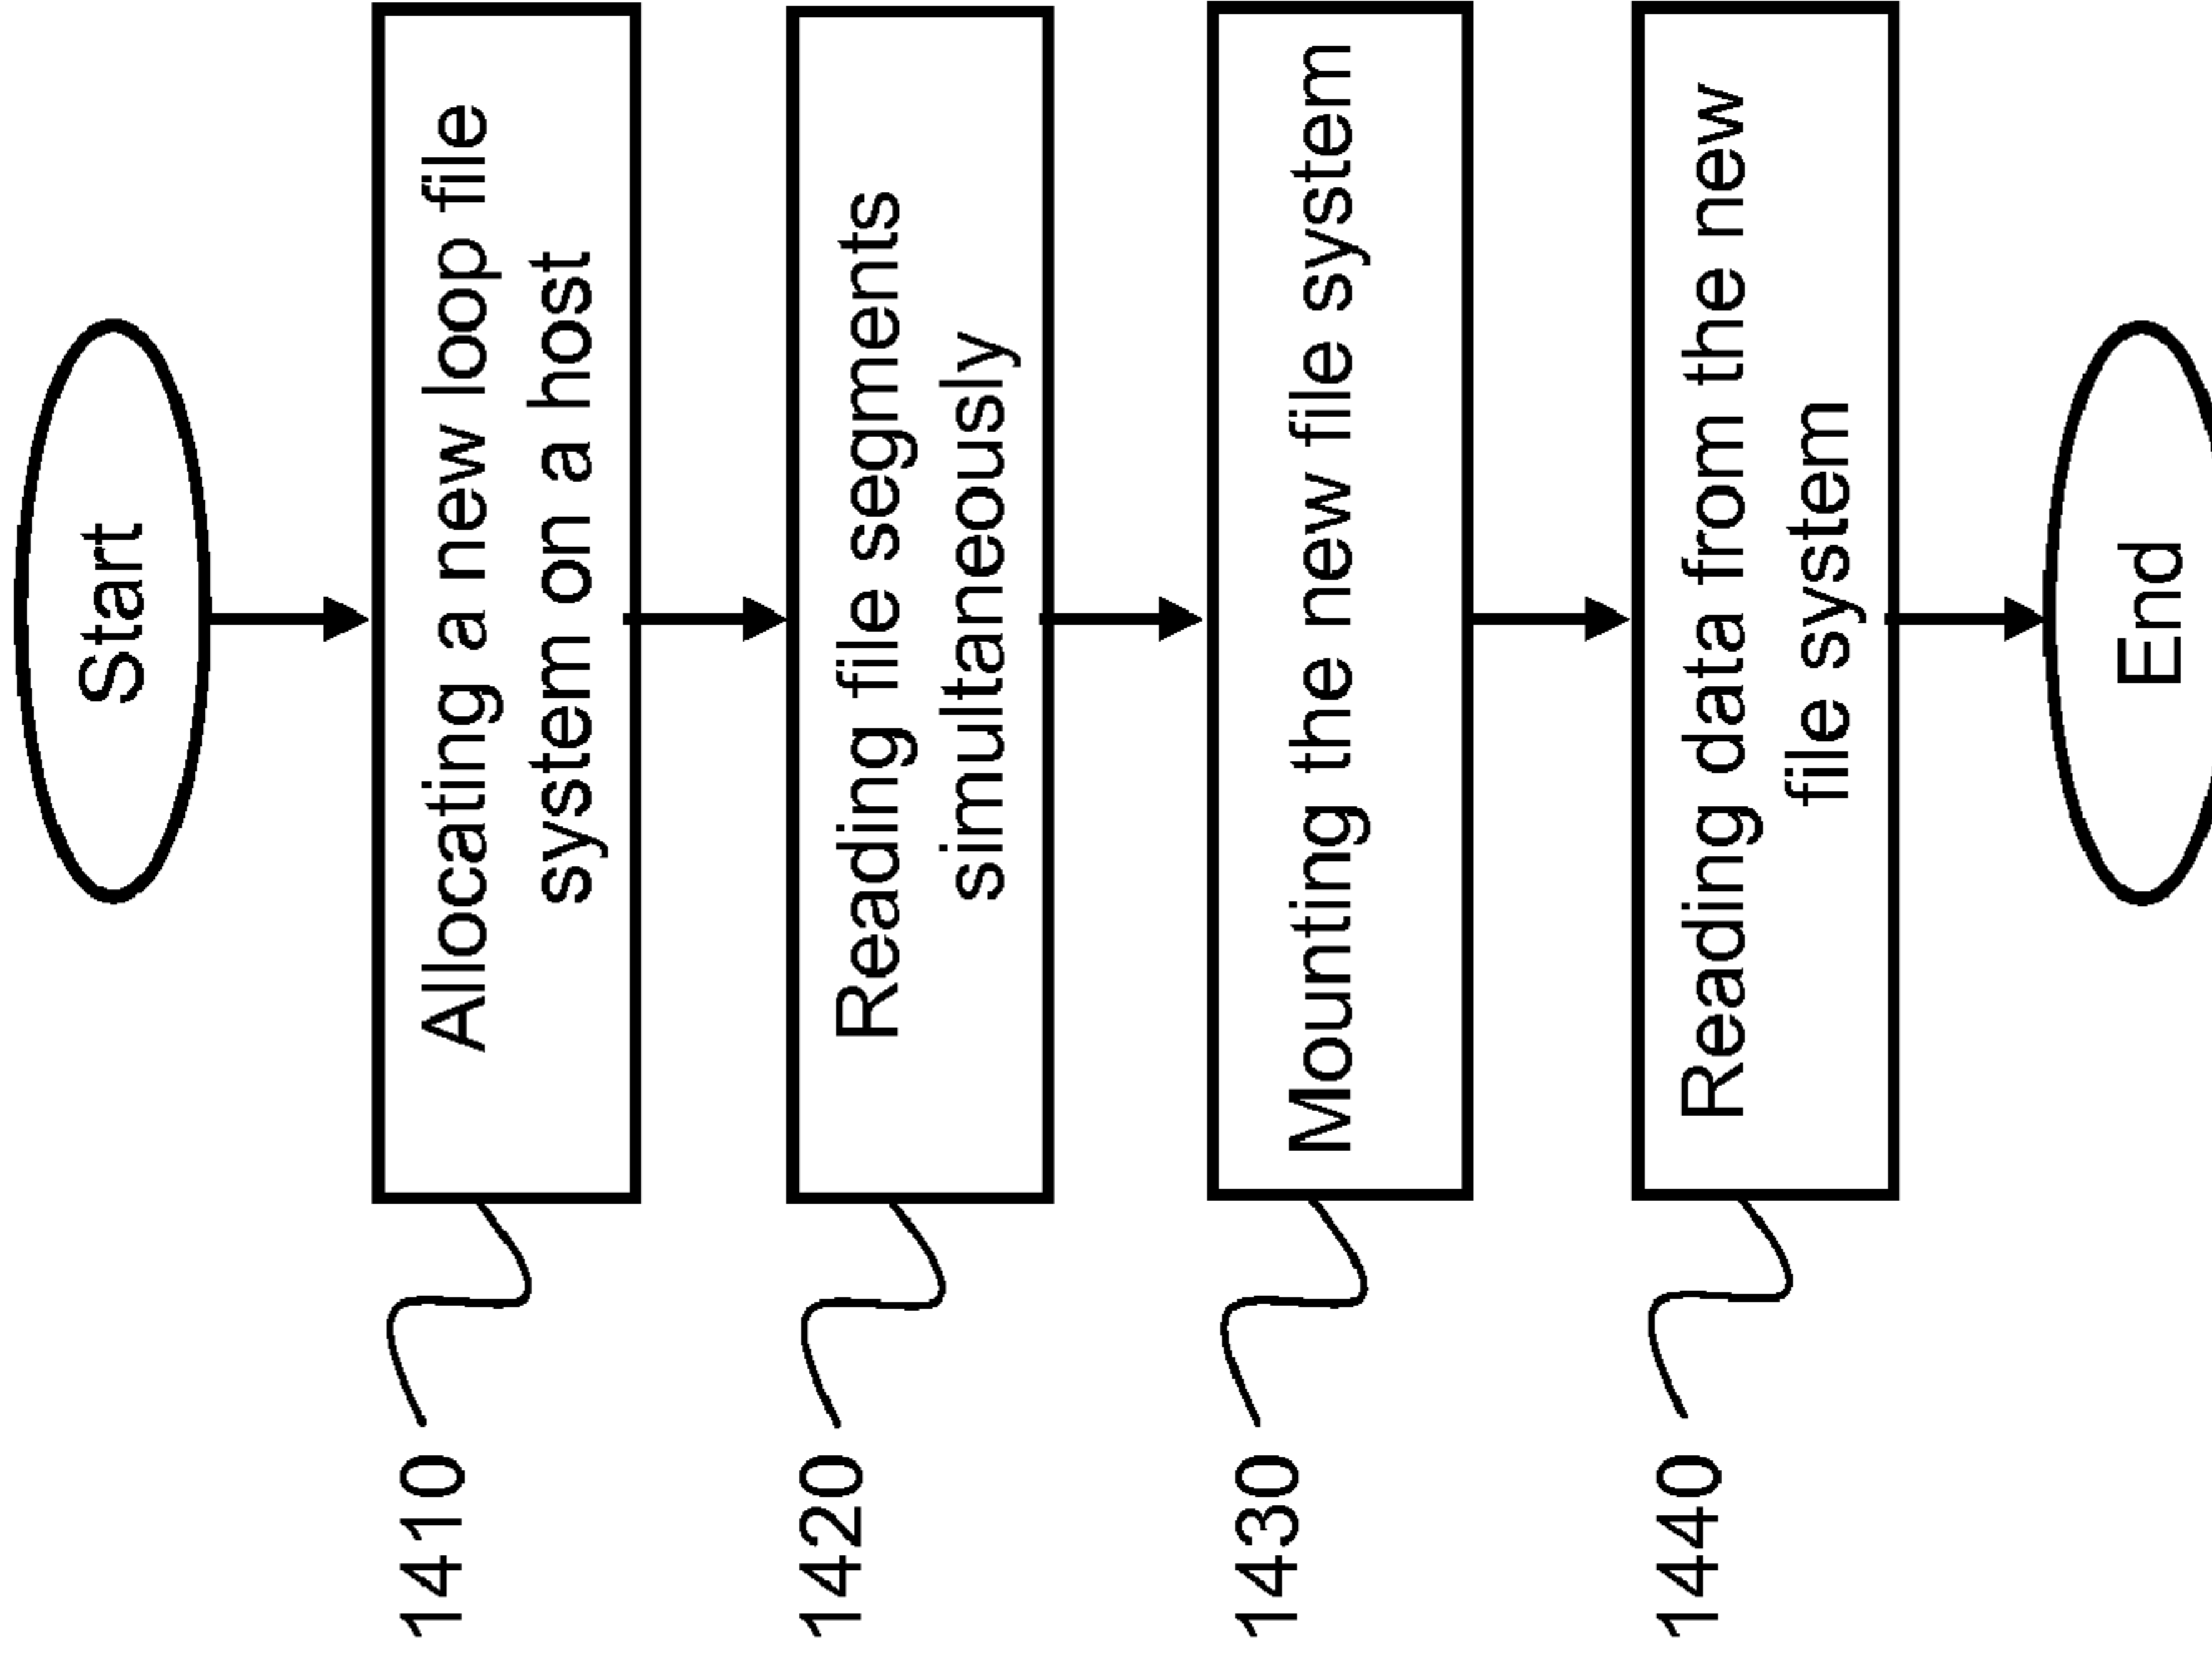 Start
1410
Allocating a new loop file
system on a host
1420
Reading file segments
simultaneously
1430
Mounting the new file system
1440
Reading data from the new
file system
End